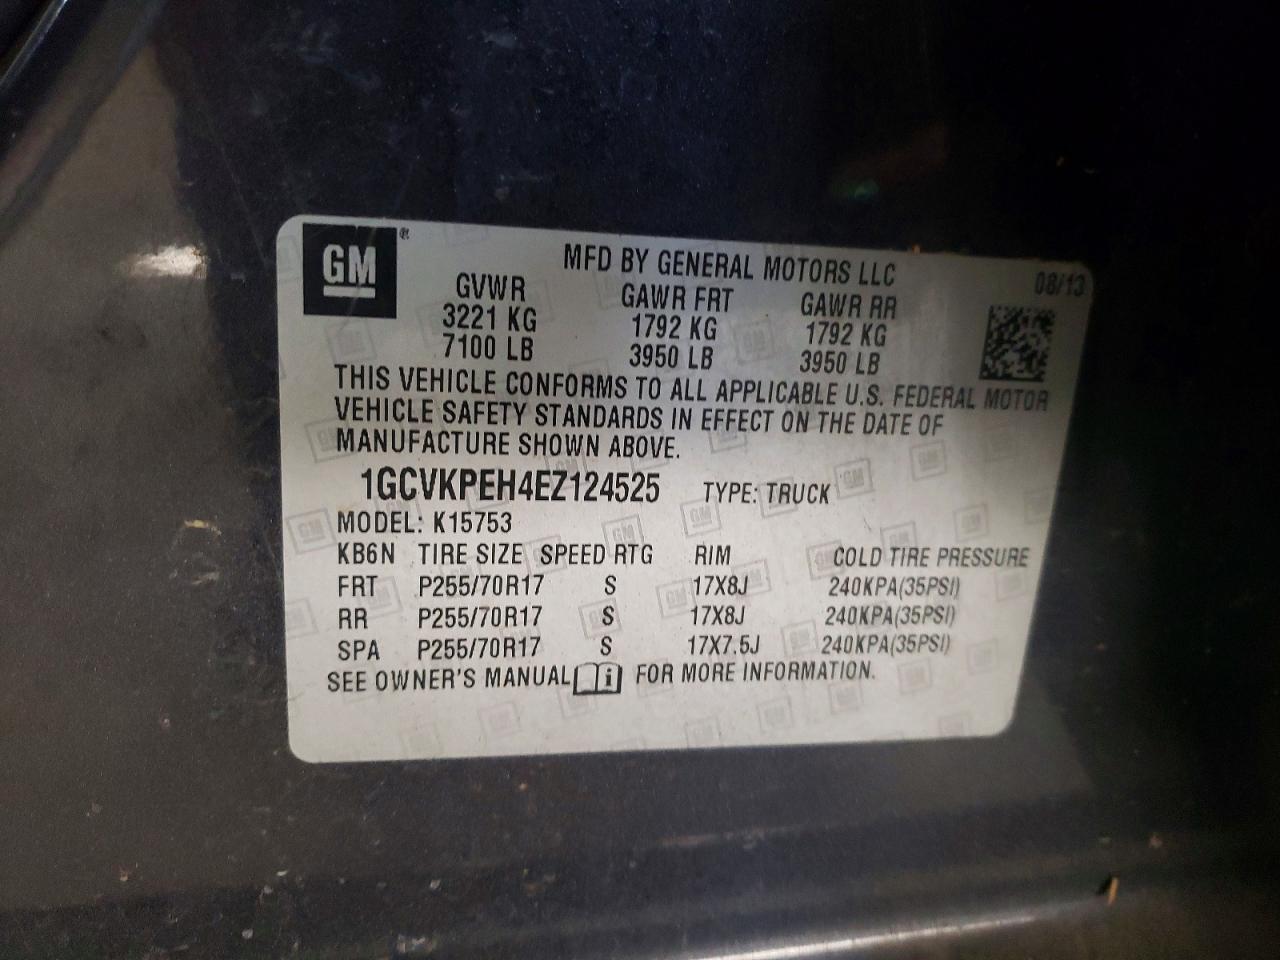 GM®
MFD BY GENERAL MOTORS LLC 08/13
GVWR GAWR FRT GAWR RR
3221 KG 1792 KG 1792 KG
7100 LB 3950 LB 3950 LB
THIS VEHICLE CONFORMS TO ALL APPLICABLE U.S. FEDERAL MOTOR
VEHICLE SAFETY STANDARDS IN EFFECT ON THE DATE OF
MANUFACTURE SHOWN ABOVE.
1GCVKPEH4EZ124525 TYPE: TRUCK
MODEL: K15753
KB6N TIRE SIZE SPEED RTG RIM COLD TIRE PRESSURE
FRT P255/70R17 S 17X8J 240KPA(35PSI)
RR P255/70R17 S 17X8J 240KPA(35PSI)
SPA P255/70R17 S 17X7.5J 240KPA(35PSI)
SEE OWNER'S MANUAL i FOR MORE INFORMATION.